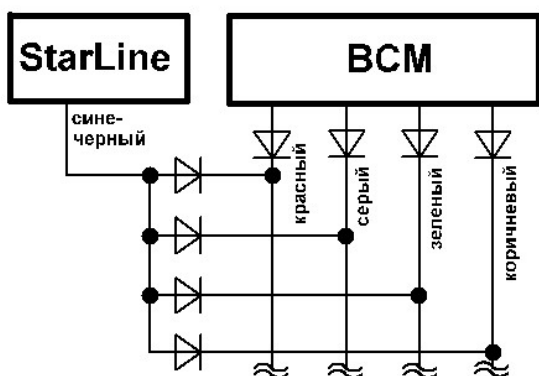 StarLine
BCM
сине-
черный
красный
серый
зеленый
коричневый